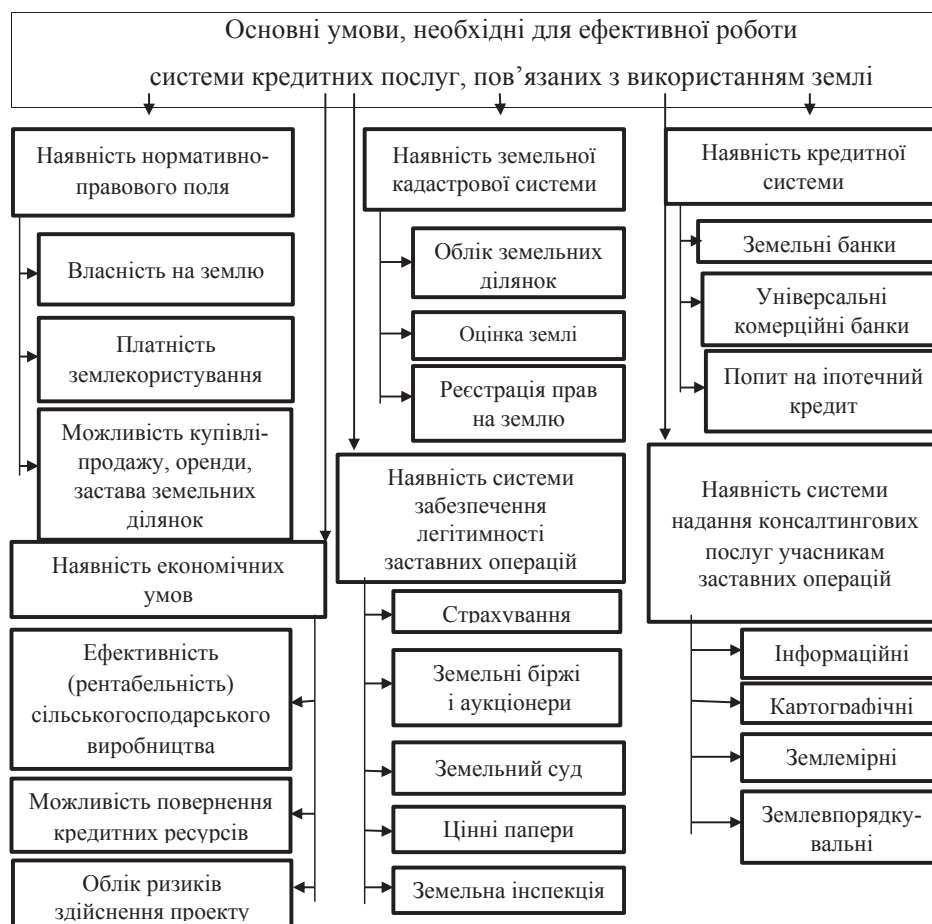 Основні умови, необхідні для ефективної роботи
системи кредитних послуг, пов’язаних з використанням землі
Наявність нормативно-
правового поля
Власність на землю
Платність
землекористування
Можливість купівлі-
продажу, оренди,
застава земельних
ділянок
Наявність економічних
умов
Ефективність
(рентабельність)
сільськогосподарського
виробництва
Можливість повернення
кредитних ресурсів
Облік ризиків
здійснення проекту
Наявність земельної
кадастрової системи
Облік земельних
ділянок
Оцінка землі
Реєстрація прав
на землю
Наявність системи
забезпечення
легітимності
заставних операцій
Страхування
Земельні біржі
і аукціонери
Земельний суд
Цінні папери
Земельна інспекція
Наявність кредитної
системи
Земельні банки
Універсальні
комерційні банки
Попит на іпотечний
кредит
Наявність системи
надання консалтингових
послуг учасникам
заставних операцій
Інформаційні
Картографічні
Землемірні
Землевпорядку-
вальні